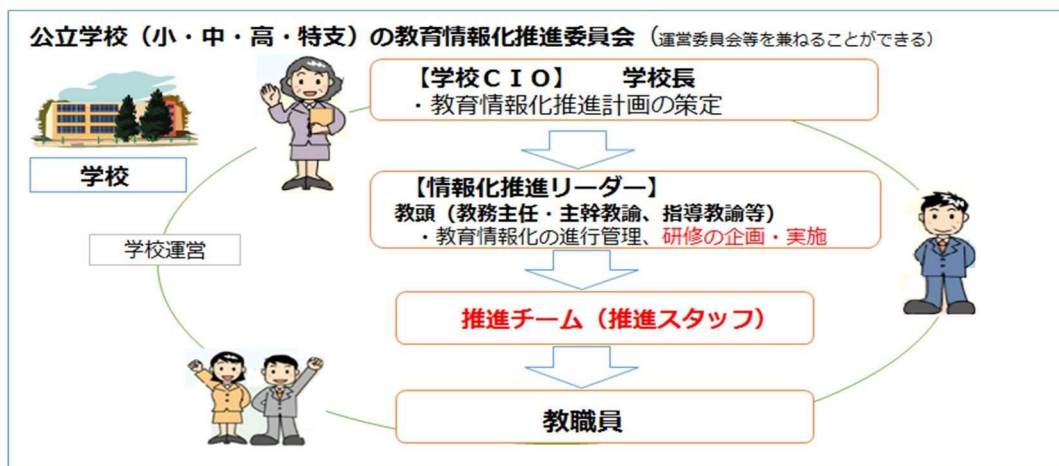 公立学校（小・中・高・特支）の教育情報化推進委員会（運営委員会等を兼ねることができる）
【学校ＣＩＯ】　学校長
・教育情報化推進計画の策定
学校
【情報化推進リーダー】
教頭（教務主任・主幹教諭、指導教諭等）
・教育情報化の進行管理、研修の企画・実施
学校運営
推進チーム（推進スタッフ）
教職員